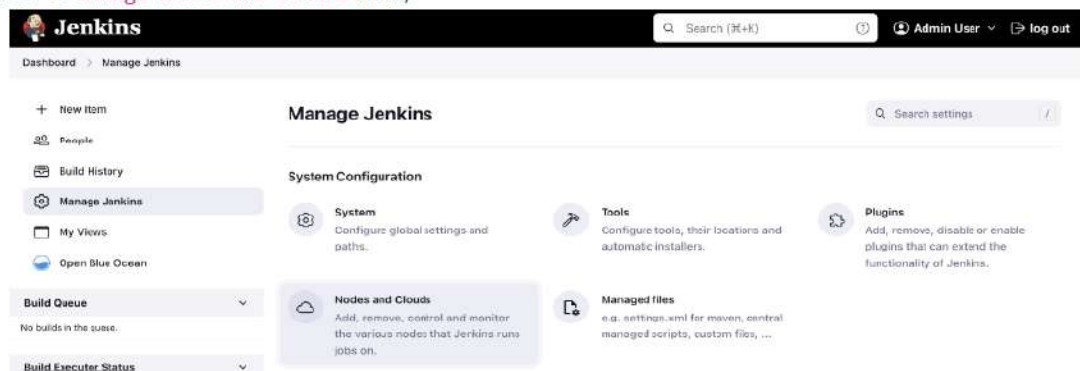 Jenkins
Search (⌘+K)
Admin User
log out
Dashboard > Manage Jenkins
+ New Item
People
Build History
Manage Jenkins
My Views
Open Blue Ocean
Build Queue
No builds in the queue.
Build Executor Status
Manage Jenkins
Search settings /
System Configuration
System
Configure global settings and
paths.
Tools
Configure tools, their locations and
automatic installers.
Plugins
Add, remove, disable or enable
plugins that can extend the
functionality of Jenkins.
Nodes and Clouds
Add, remove, control and monitor
the various nodes that Jenkins runs
jobs on.
Managed files
e.g. settings.xml for maven, central
managed scripts, custom files, ...